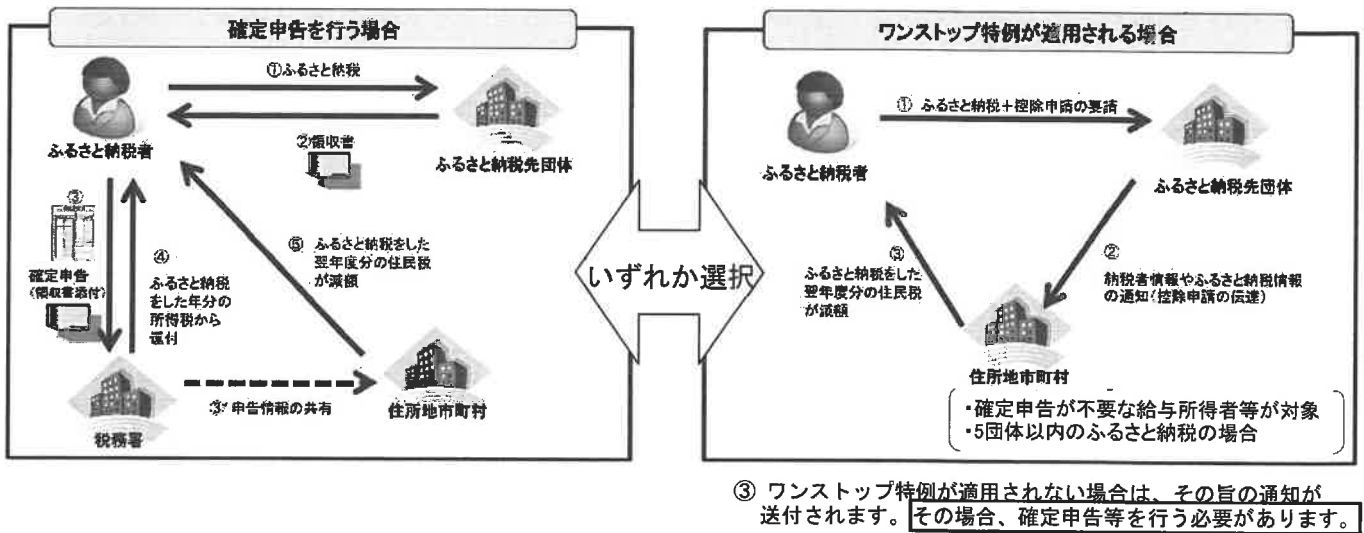 確定申告を行う場合
①ふるさと納税
ふるさと納税者
②領収書
ふるさと納税先団体
③
確定申告
(領収書添付)
④
ふるさと納税
をした年分の
所得税から
還付
⑤ ふるさと納税をした
翌年度分の住民税
が減額
税務署
③' 申告情報の共有
住所地市町村
いずれか選択
ワンストップ特例が適用される場合
① ふるさと納税+控除申請の要請
ふるさと納税者
ふるさと納税先団体
②
納税者情報やふるさと納税情報
の通知(控除申請の伝達)
③
ふるさと納税をした
翌年度分の住民税
が減額
住所地市町村
・確定申告が不要な給与所得者等が対象
・5団体以内のふるさと納税の場合
③ ワンストップ特例が適用されない場合は、その旨の通知が
送付されます。その場合、確定申告等を行う必要があります。